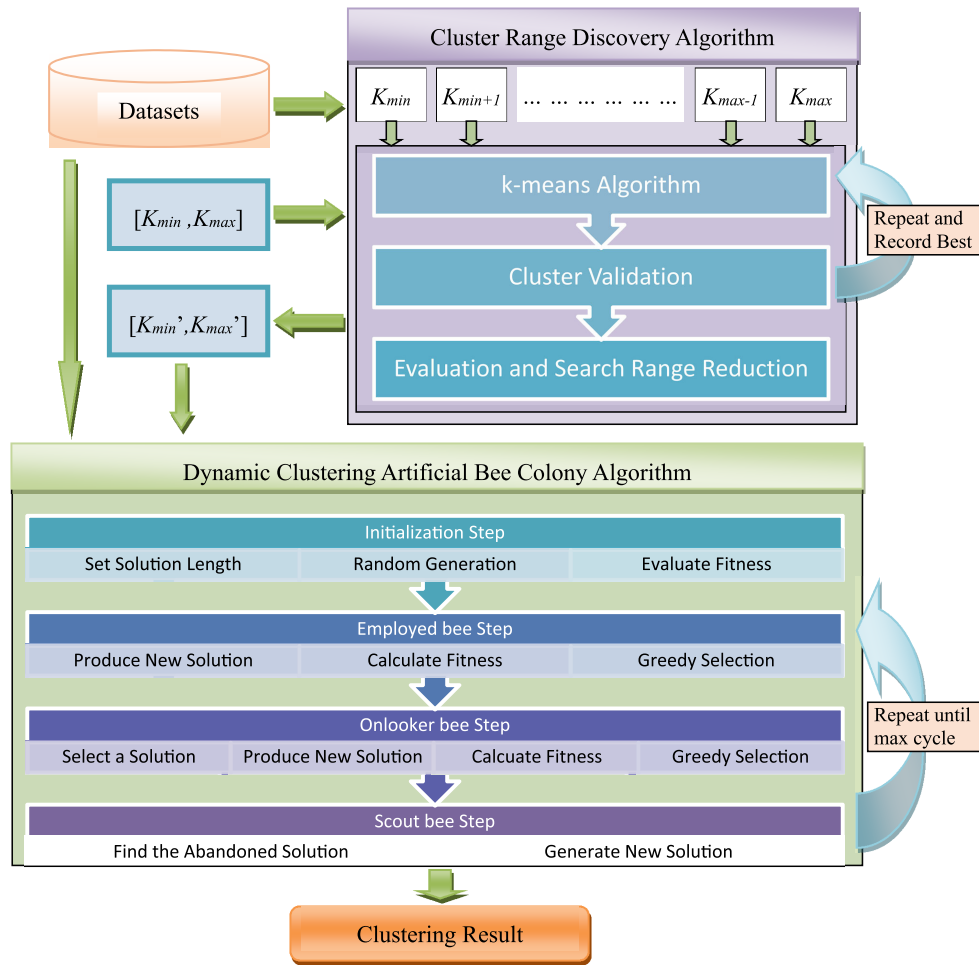 Cluster Range Discovery Algorithm
Datasets
Kmin
Kmin+1
... ... ... ... ... ...
Kmax-1
Kmax
k-means Algorithm
[Kmin ,Kmax]
Repeat and
Record Best
Cluster Validation
[Kmin’,Kmax’]
Evaluation and Search Range Reduction
Dynamic Clustering Artificial Bee Colony Algorithm
Initialization Step
Set Solution Length
Random Generation
Evaluate Fitness
Employed bee Step
Produce New Solution
Calculate Fitness
Greedy Selection
Onlooker bee Step
Select a Solution
Produce New Solution
Calcuate Fitness
Greedy Selection
Repeat until
max cycle
Scout bee Step
Find the Abandoned Solution
Generate New Solution
Clustering Result